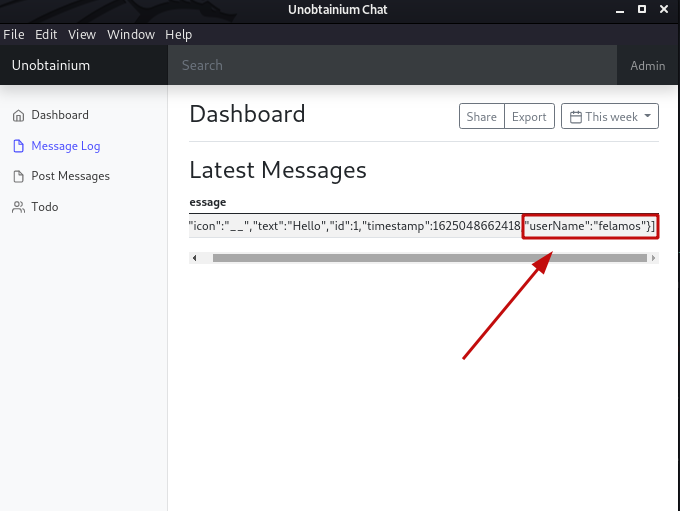 Unobtainium Chat
File Edit View Window Help
Unobtainium
Search
Admin
Dashboard
Message Log
Post Messages
Todo
Dashboard
Share
Export
This week
Latest Messages
essage
"icon":"__","text":"Hello","id":1,"timestamp":1625048662418,"userName":"felamos"}]